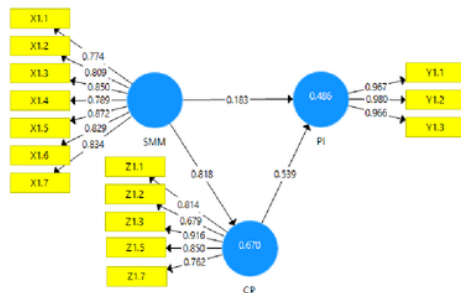 X1.1
X1.2
X1.3
X1.4
X1.5
X1.6
X1.7
0.774
0.809
0.850
0.789
0.872
0.829
0.834
SMM
0.183
0.486
PI
0.967
0.980
0.966
Y1.1
Y1.2
Y1.3
0.818
0.539
Z1.1
Z1.2
Z1.3
Z1.5
Z1.7
0.814
0.679
0.916
0.850
0.762
0.670
CP